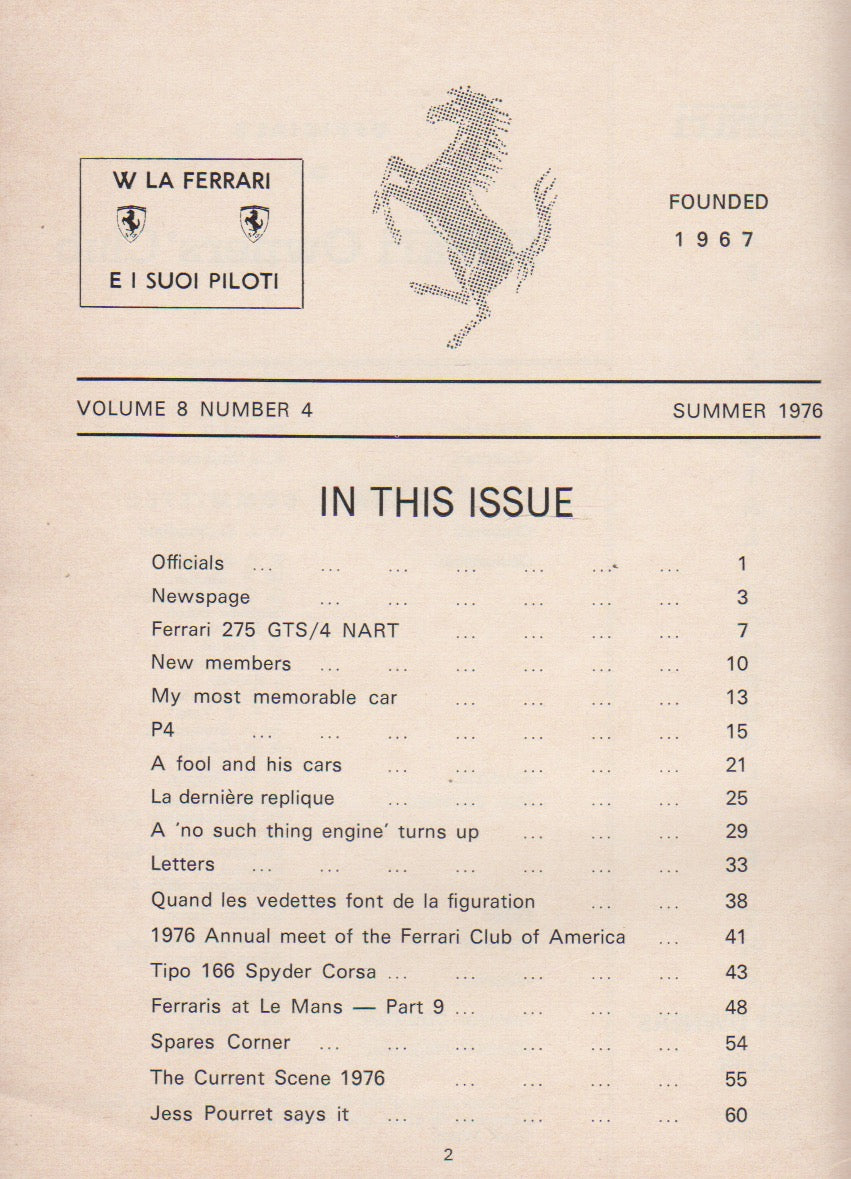 W LA FERRARI
E I SUOI PILOTI
FOUNDED
1967
VOLUME 8 NUMBER 4 SUMMER 1976
IN THIS ISSUE
Officials ... ... ... ... ... ... ... 1
Newspage ... ... ... ... ... ... 3
Ferrari 275 GTS/4 NART ... ... ... ... 7
New members ... ... ... ... ... ... 10
My most memorable car ... ... ... ... 13
P4 ... ... ... ... ... ... ... 15
A fool and his cars ... ... ... ... ... 21
La dernière replique ... ... ... ... ... 25
A 'no such thing engine' turns up ... ... ... 29
Letters ... ... ... ... ... ... ... 33
Quand les vedettes font de la figuration ... ... 38
1976 Annual meet of the Ferrari Club of America ... 41
Tipo 166 Spyder Corsa ... ... ... ... ... 43
Ferraris at Le Mans — Part 9 ... ... ... ... 48
Spares Corner ... ... ... ... ... ... 54
The Current Scene 1976 ... ... ... ... 55
Jess Pourret says it ... ... ... ... ... 60
2